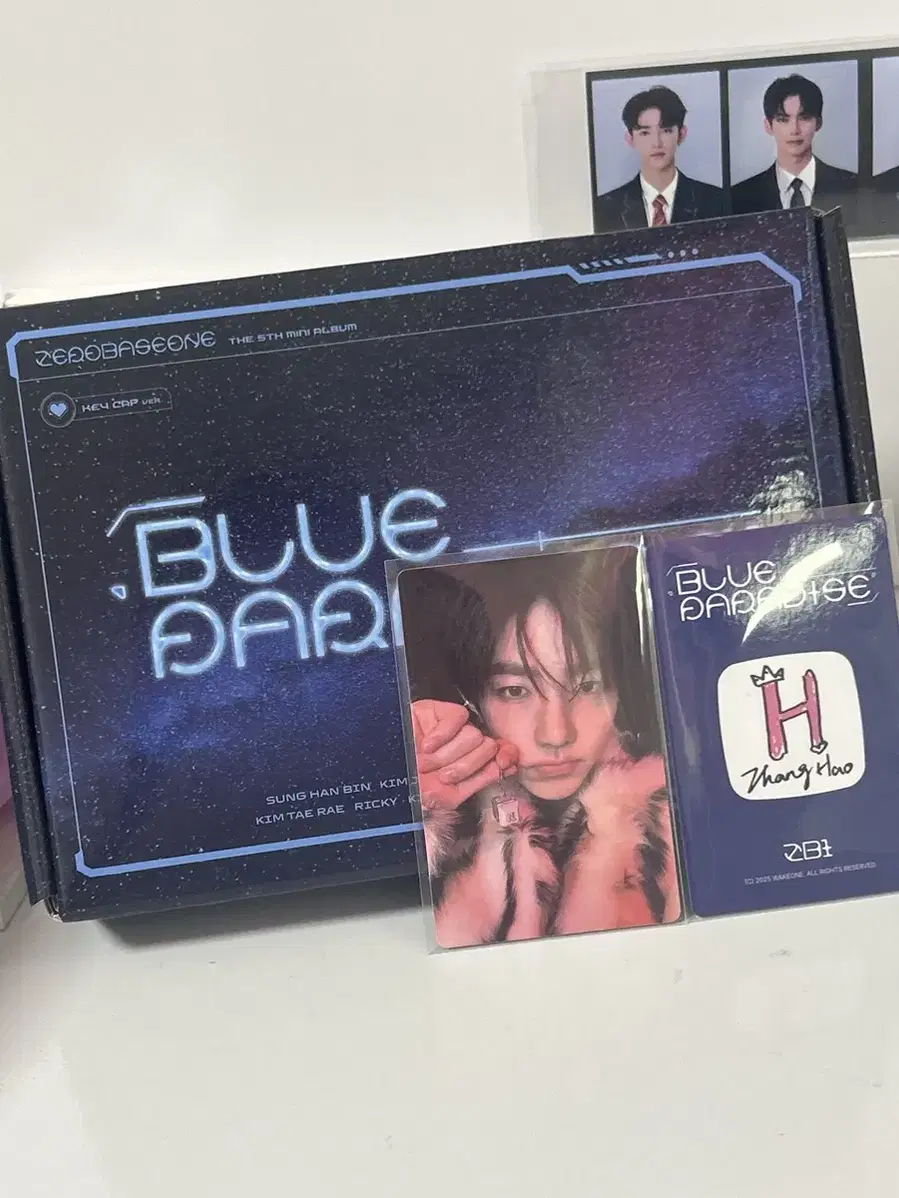 ZEROBASEONE THE 5TH MINI ALBUM
KEY CAP VER.
BLUE
PARA
SUNG HAN BIN KIM
KIM TAE RAE RICKY K
BLUE
PARADISE
H
Zhang Hao
ZB1
(C) 2025 WAKEONE. ALL RIGHTS RESERVED.